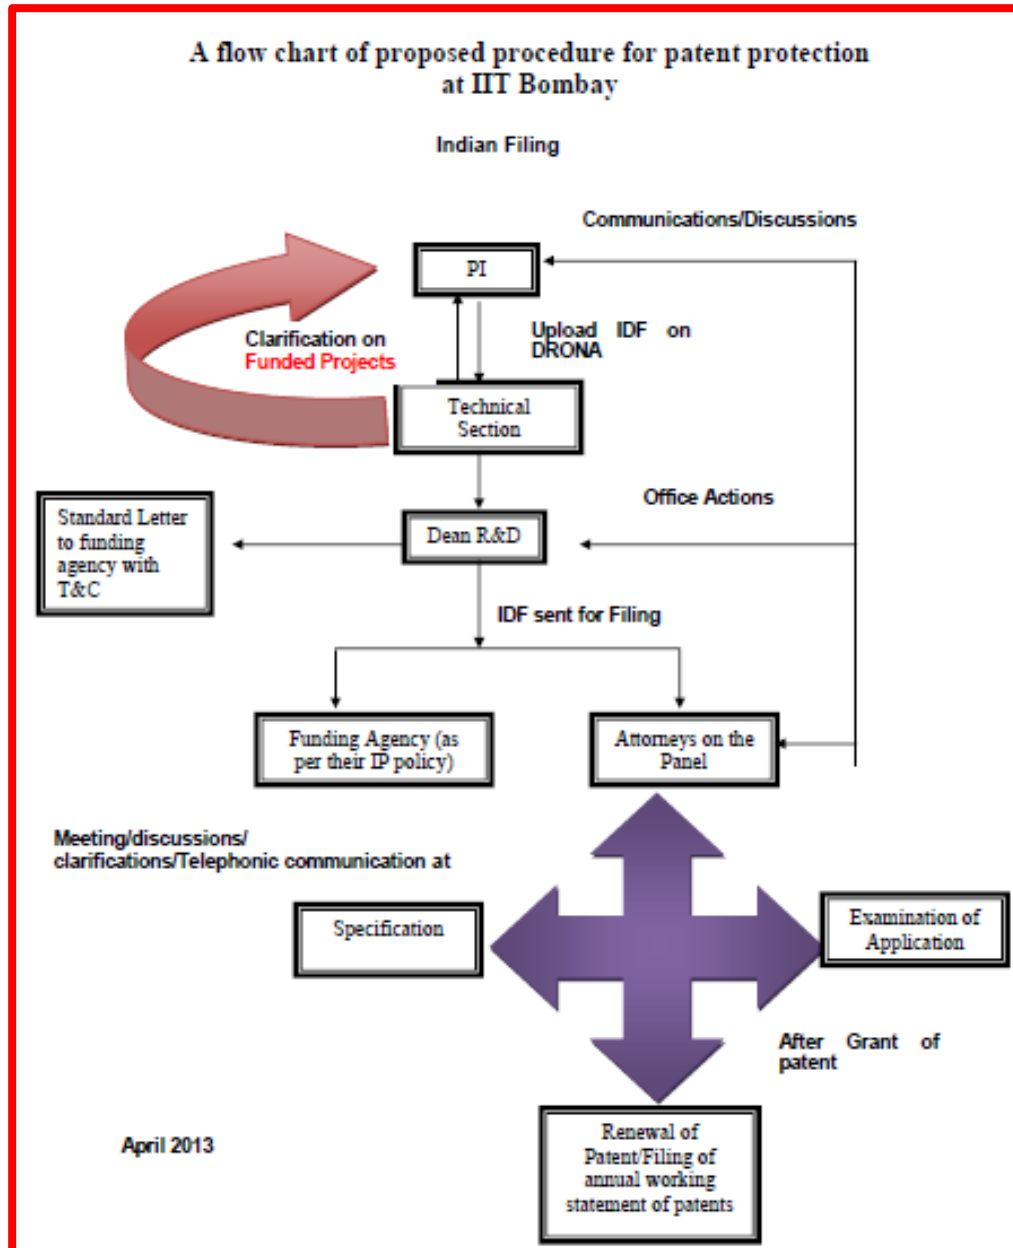 A flow chart of proposed procedure for patent protection
at IIT Bombay
Indian Filing
Communications/Discussions
PI
Upload IDF on
DRONA
Clarification on
Funded Projects
Technical
Section
Office Actions
Standard Letter
to funding
agency with
T&C
Dean R&D
IDF sent for Filing
Funding Agency (as
per their IP policy)
Attorneys on the
Panel
Meeting/discussions/
clarifications/Telephonic communication at
Specification
Examination of
Application
After Grant of
patent
Renewal of
Patent/Filing of
annual working
statement of patents
April 2013